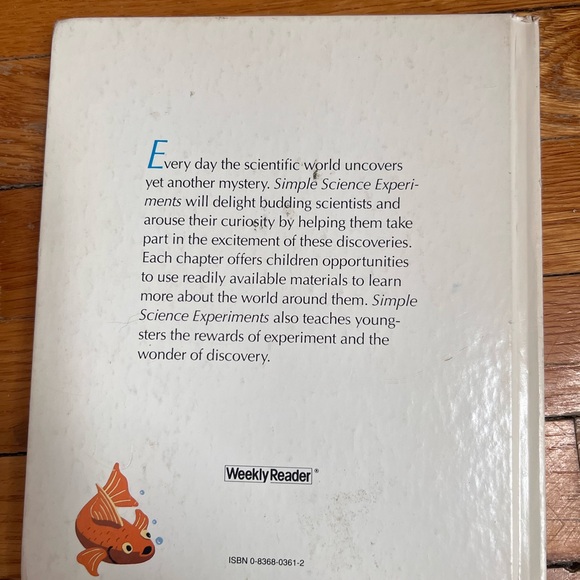 Every day the scientific world uncovers
yet another mystery. Simple Science Experi-
ments will delight budding scientists and
arouse their curiosity by helping them take
part in the excitement of these discoveries.
Each chapter offers children opportunities
to use readily available materials to learn
more about the world around them. Simple
Science Experiments also teaches young-
sters the rewards of experiment and the
wonder of discovery.
Weekly Reader®
ISBN 0-8368-0361-2